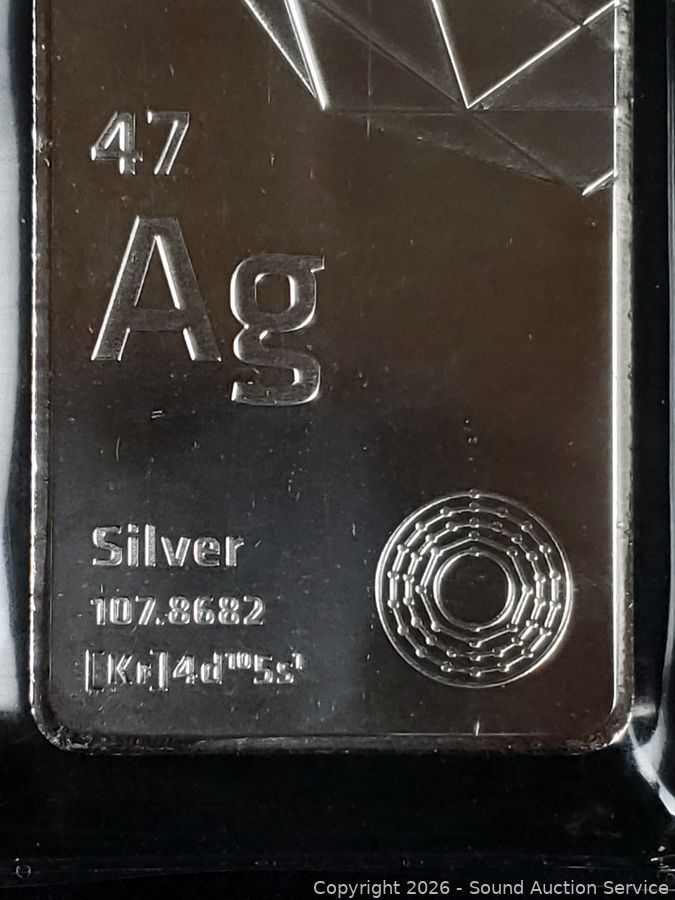 47
Ag
Silver
107.8682
[Kr]4d¹⁰5s¹
Copyright 2026 - Sound Auction Service